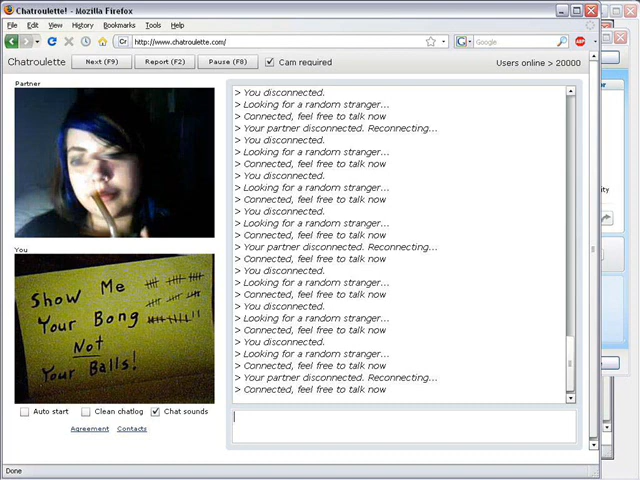 Chatroulette! - Mozilla Firefox
File Edit View History Bookmarks Tools Help
Cr http://www.chatroulette.com/
Google
ABP
Chatroulette
Next (F9)
Report (F2)
Pause (F8)
Cam required
Users online > 20000
Partner
You
Show Me
Your Bong
Not
Your Balls!
Auto start
Clean chatlog
Chat sounds
Agreement
Contacts
> You disconnected.
> Looking for a random stranger...
> Connected, feel free to talk now
> Your partner disconnected. Reconnecting...
> You disconnected.
> Looking for a random stranger...
> Connected, feel free to talk now
> You disconnected.
> Looking for a random stranger...
> Connected, feel free to talk now
> You disconnected.
> Looking for a random stranger...
> Connected, feel free to talk now
> Your partner disconnected. Reconnecting...
> Connected, feel free to talk now
> You disconnected.
> Looking for a random stranger...
> Connected, feel free to talk now
> You disconnected.
> Looking for a random stranger...
> Connected, feel free to talk now
> You disconnected.
> Looking for a random stranger...
> Connected, feel free to talk now
> Your partner disconnected. Reconnecting...
> Connected, feel free to talk now
Done